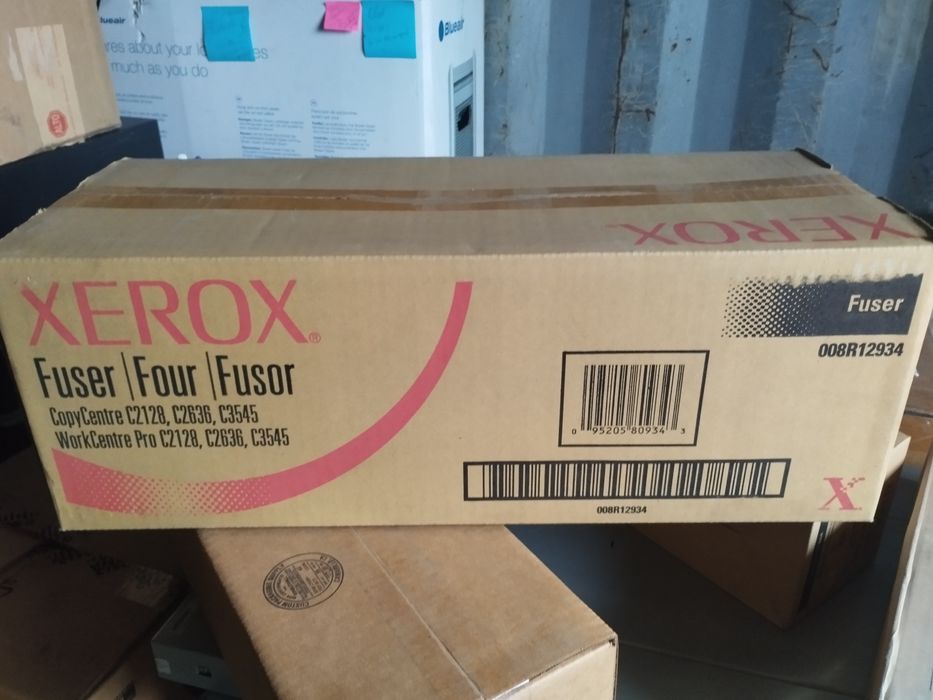 Blueair
much as you do
XEROX
XEROX®
Fuser | Four | Fusor
CopyCentre C2128, C2636, C3545
WorkCentre Pro C2128, C2636, C3545
Fuser
008R12934
0 95205 80934 3
008R12934
X